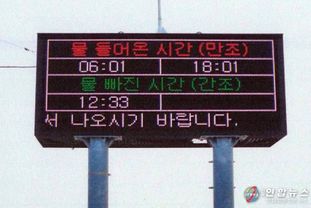 물 들어온 시간 (만조)
06:01 18:01
물 빠진 시간 (간조)
12:33
서 나오시기 바랍니다.
연합뉴스